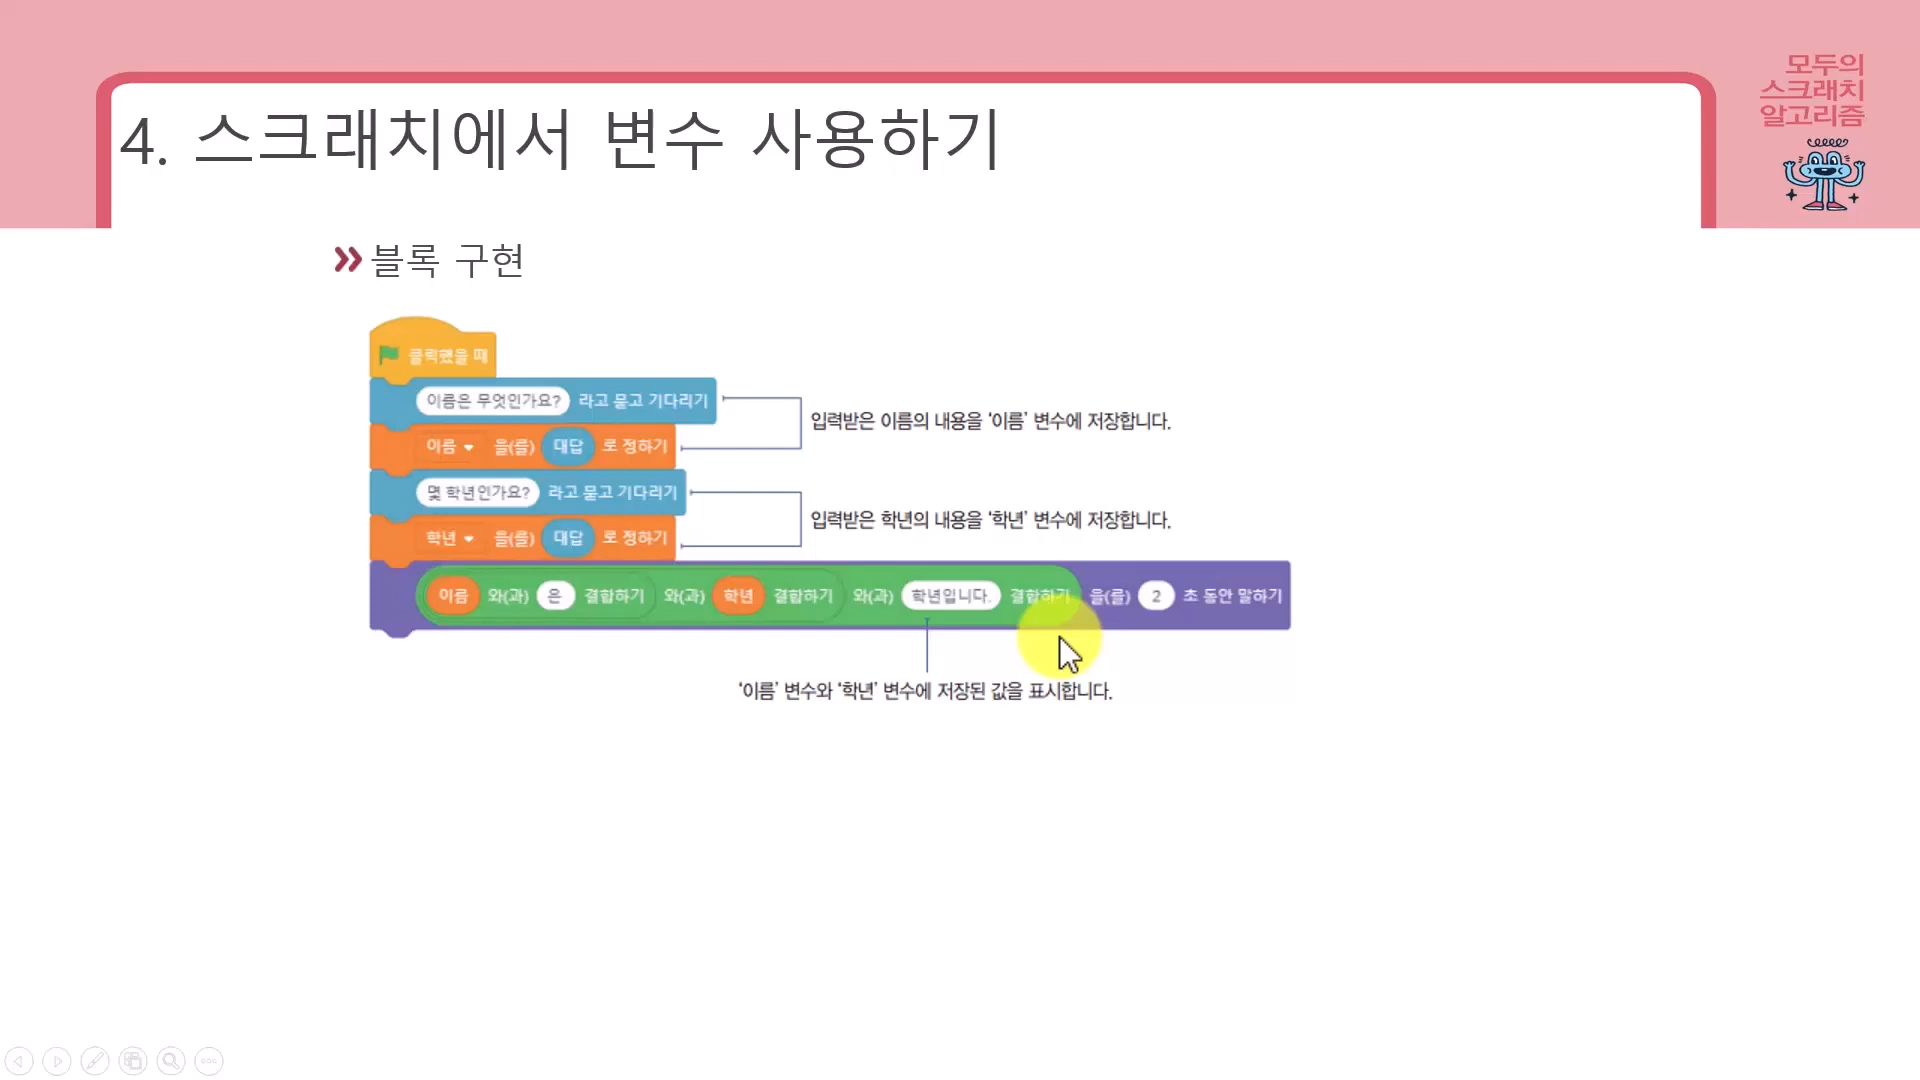 모두의
스크래치
알고리즘
4. 스크래치에서 변수 사용하기
블록 구현
클릭했을 때
이름은 무엇인가요? 라고 묻고 기다리기
이름 을(를) 대답 로 정하기
입력받은 이름의 내용을 ‘이름’ 변수에 저장합니다.
몇 학년인가요? 라고 묻고 기다리기
학년 을(를) 대답 로 정하기
입력받은 학년의 내용을 ‘학년’ 변수에 저장합니다.
이름 와(과) 은 결합하기 와(과) 학년 결합하기 와(과) 학년입니다. 결합하기 을(를) 2 초 동안 말하기
‘이름’ 변수와 ‘학년’ 변수에 저장된 값을 표시합니다.